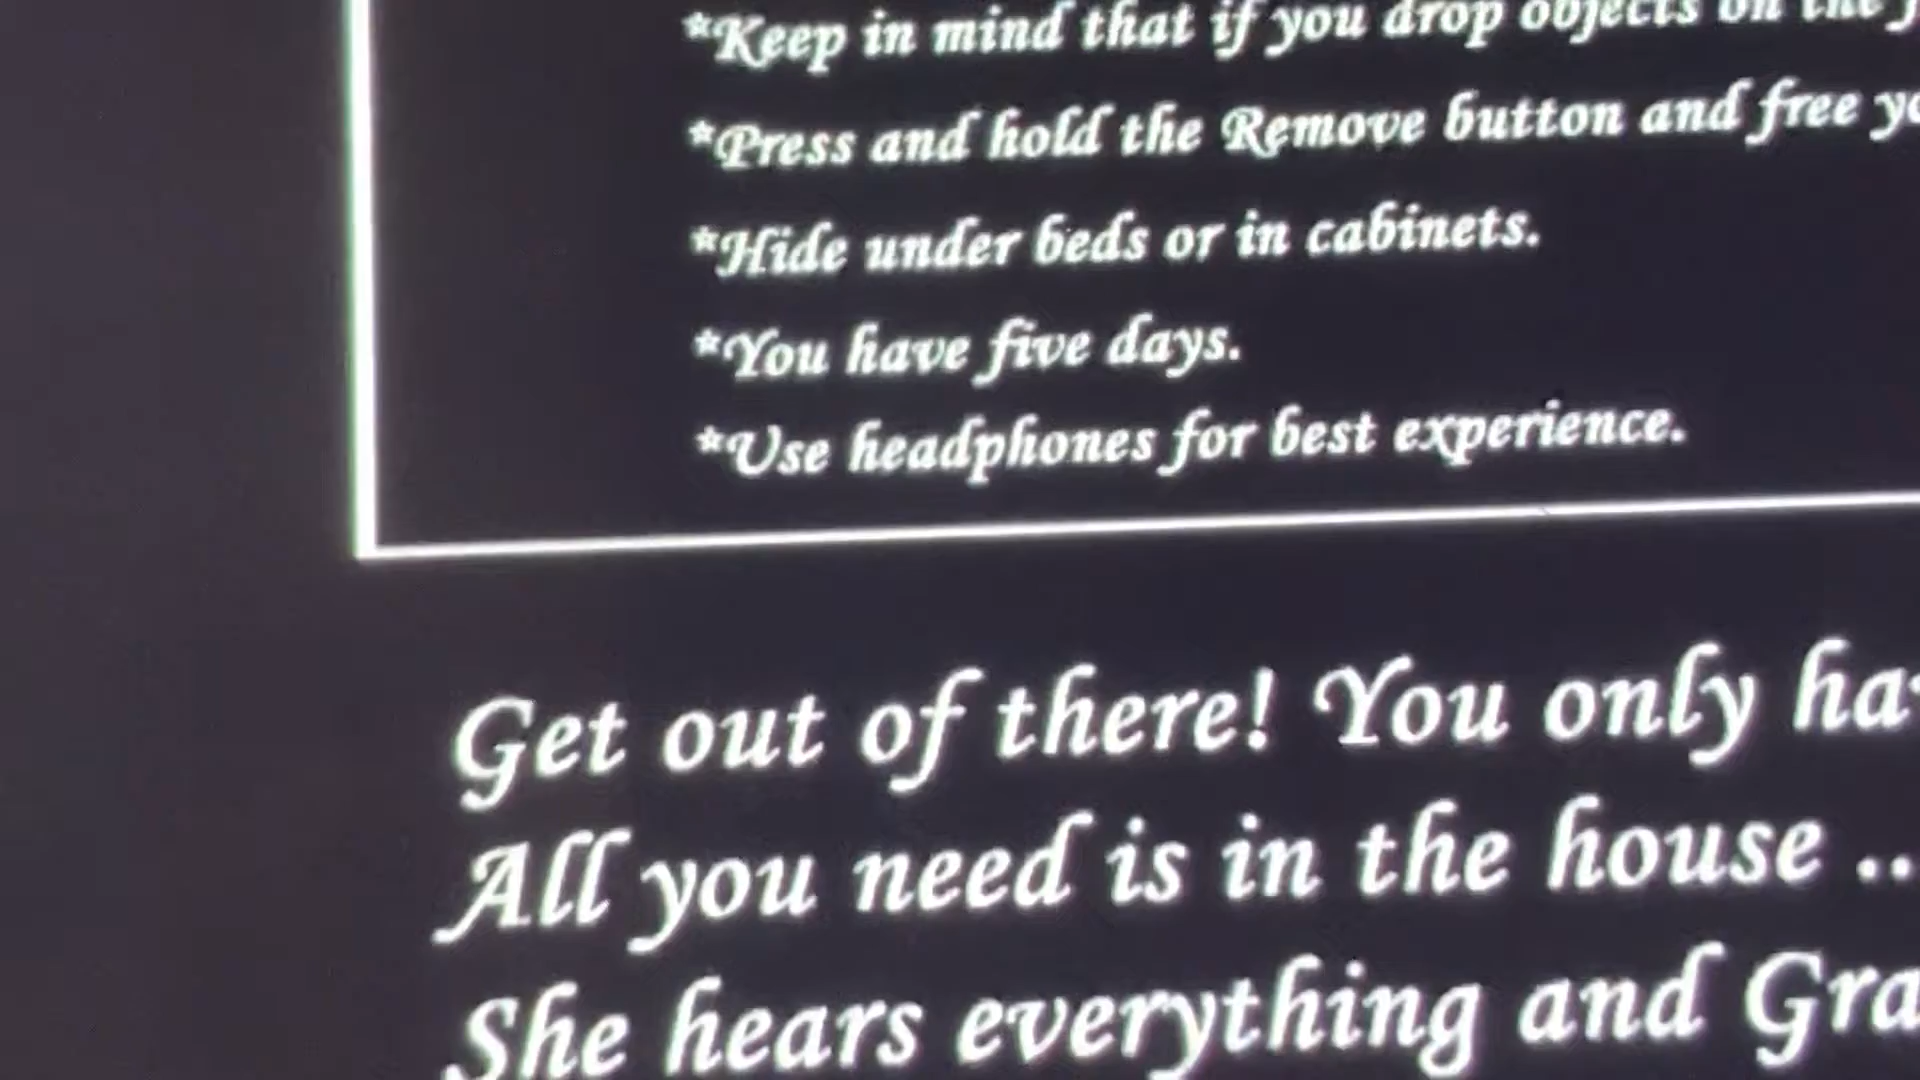 *Keep in mind that if you drop objects on the
*Press and hold the Remove button and free
*Hide under beds or in cabinets.
*You have five days.
*Use headphones for best experience.
Get out of there! You only
All you need is in the house ..
She hears everything and